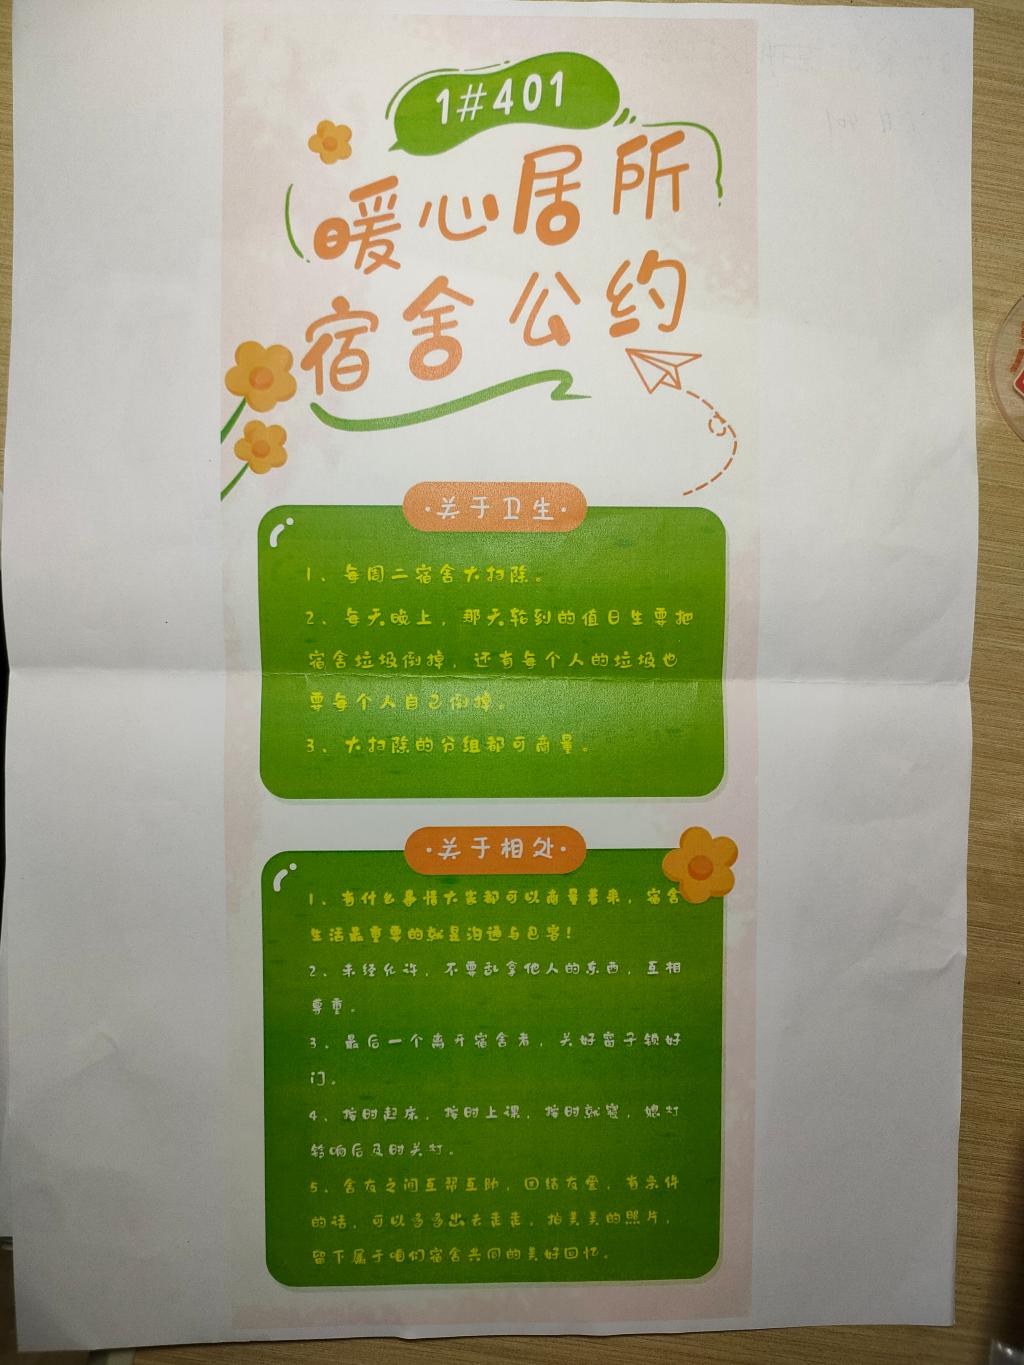 1#401
暖心居所
宿舍公约
·关于卫生·
1、每周二宿舍大扫除。
2、每天晚上，那天轮到的值日生要把
宿舍垃圾倒掉，还有每个人的垃圾也
要每个人自己倒掉。
3、大扫除的分组都可商量。
·关于相处·
1、有什么事情大家都可以商量着来，宿舍
生活最重要的就是沟通与包容！
2、未经允许，不要乱拿他人的东西，互相
尊重。
3、最后一个离开宿舍者，关好窗子锁好
门。
4、按时起床，按时上课，按时就寝，熄灯
铃响后及时关灯。
5、舍友之间互帮互助，团结友爱，有条件
的话，可以多多出去走走，拍美美的照片，
留下属于咱们宿舍共同的美好回忆。